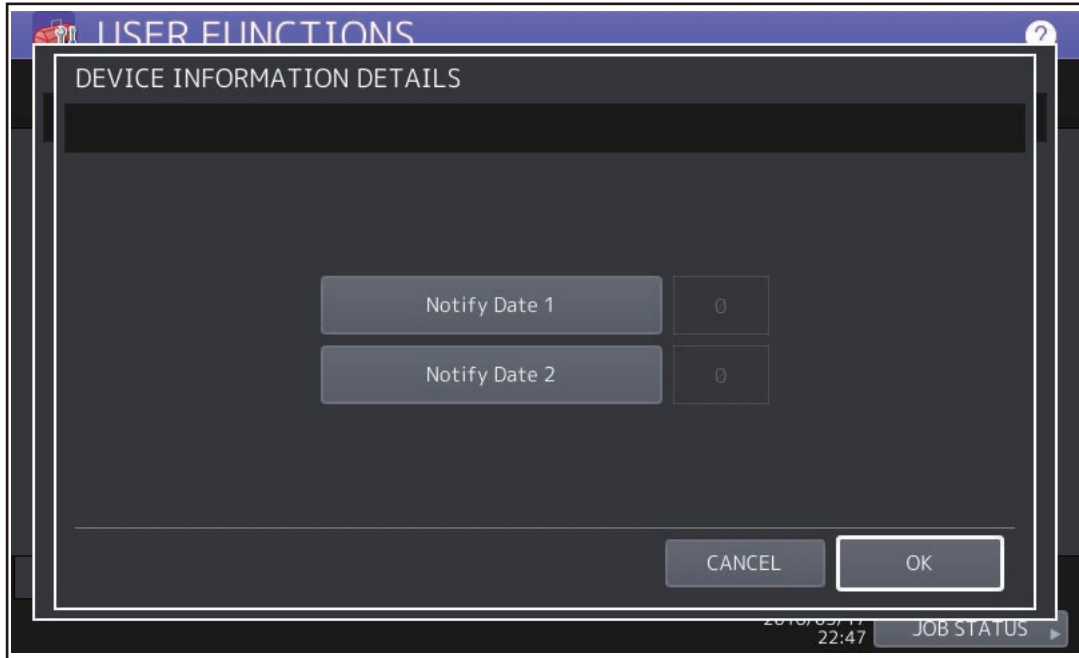 USER FUNCTIONS
?
DEVICE INFORMATION DETAILS
Notify Date 1
0
Notify Date 2
0
CANCEL
OK
22:47
JOB STATUS